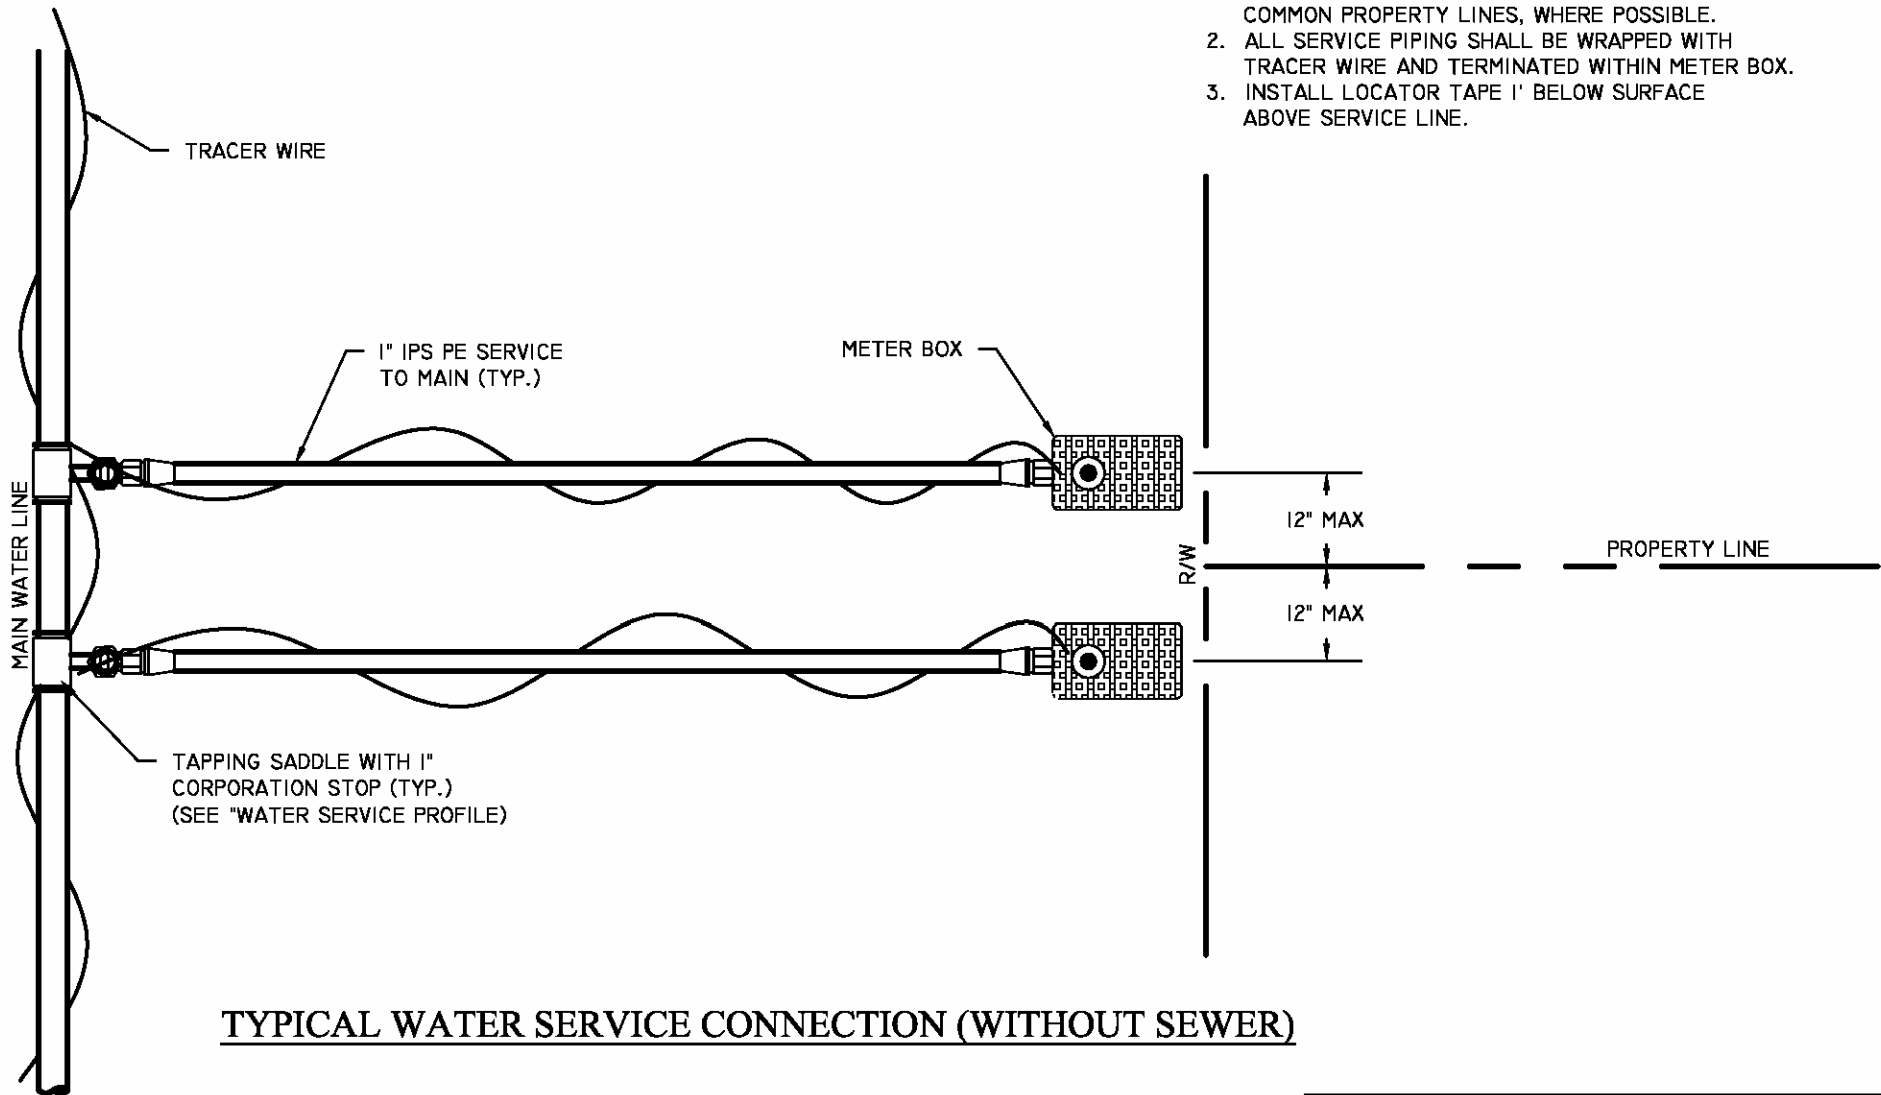 COMMON PROPERTY LINES, WHERE POSSIBLE.
2. ALL SERVICE PIPING SHALL BE WRAPPED WITH
TRACER WIRE AND TERMINATED WITHIN METER BOX.
3. INSTALL LOCATOR TAPE 1' BELOW SURFACE
ABOVE SERVICE LINE.
TRACER WIRE
1" IPS PE SERVICE
TO MAIN (TYP.)
METER BOX
MAIN WATER LINE
12" MAX
R/W
PROPERTY LINE
12" MAX
TAPPING SADDLE WITH 1"
CORPORATION STOP (TYP.)
(SEE "WATER SERVICE PROFILE)
TYPICAL WATER SERVICE CONNECTION (WITHOUT SEWER)